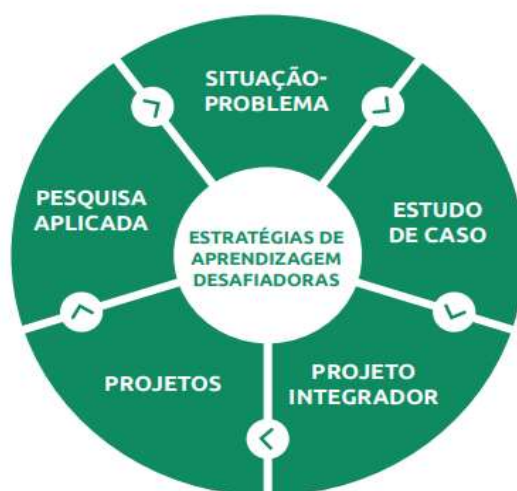 SITUAÇÃO-
PROBLEMA
ESTUDO
DE CASO
PROJETO
INTEGRADOR
PROJETOS
PESQUISA
APLICADA
ESTRATÉGIAS DE
APRENDIZAGEM
DESAFIADORAS